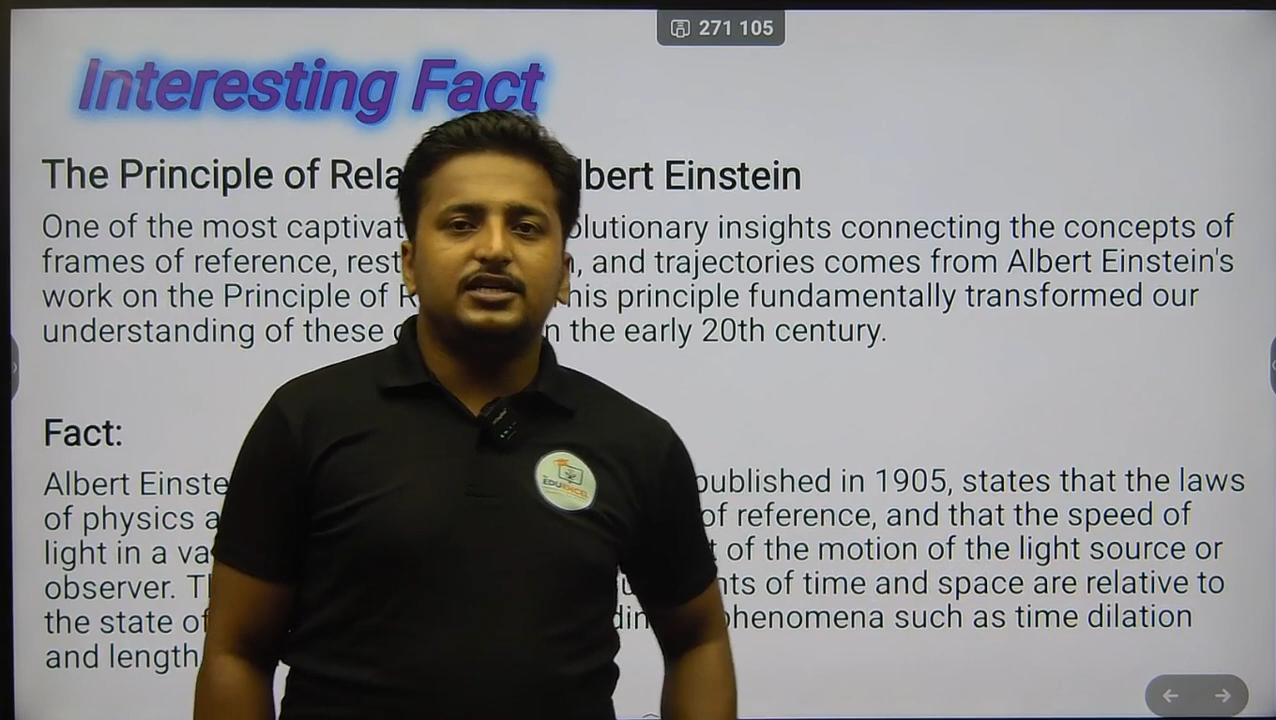 271 105
Interesting Fact
The Principle of Rela lbert Einstein
One of the most captivat olutionary insights connecting the concepts of
frames of reference, rest , and trajectories comes from Albert Einstein's
work on the Principle of R his principle fundamentally transformed our
understanding of these n the early 20th century.
Fact:
Albert Einste published in 1905, states that the laws
of physics a of reference, and that the speed of
light in a va t of the motion of the light source or
observer. T nts of time and space are relative to
the state of din phenomena such as time dilation
and length
EDUEXCEL